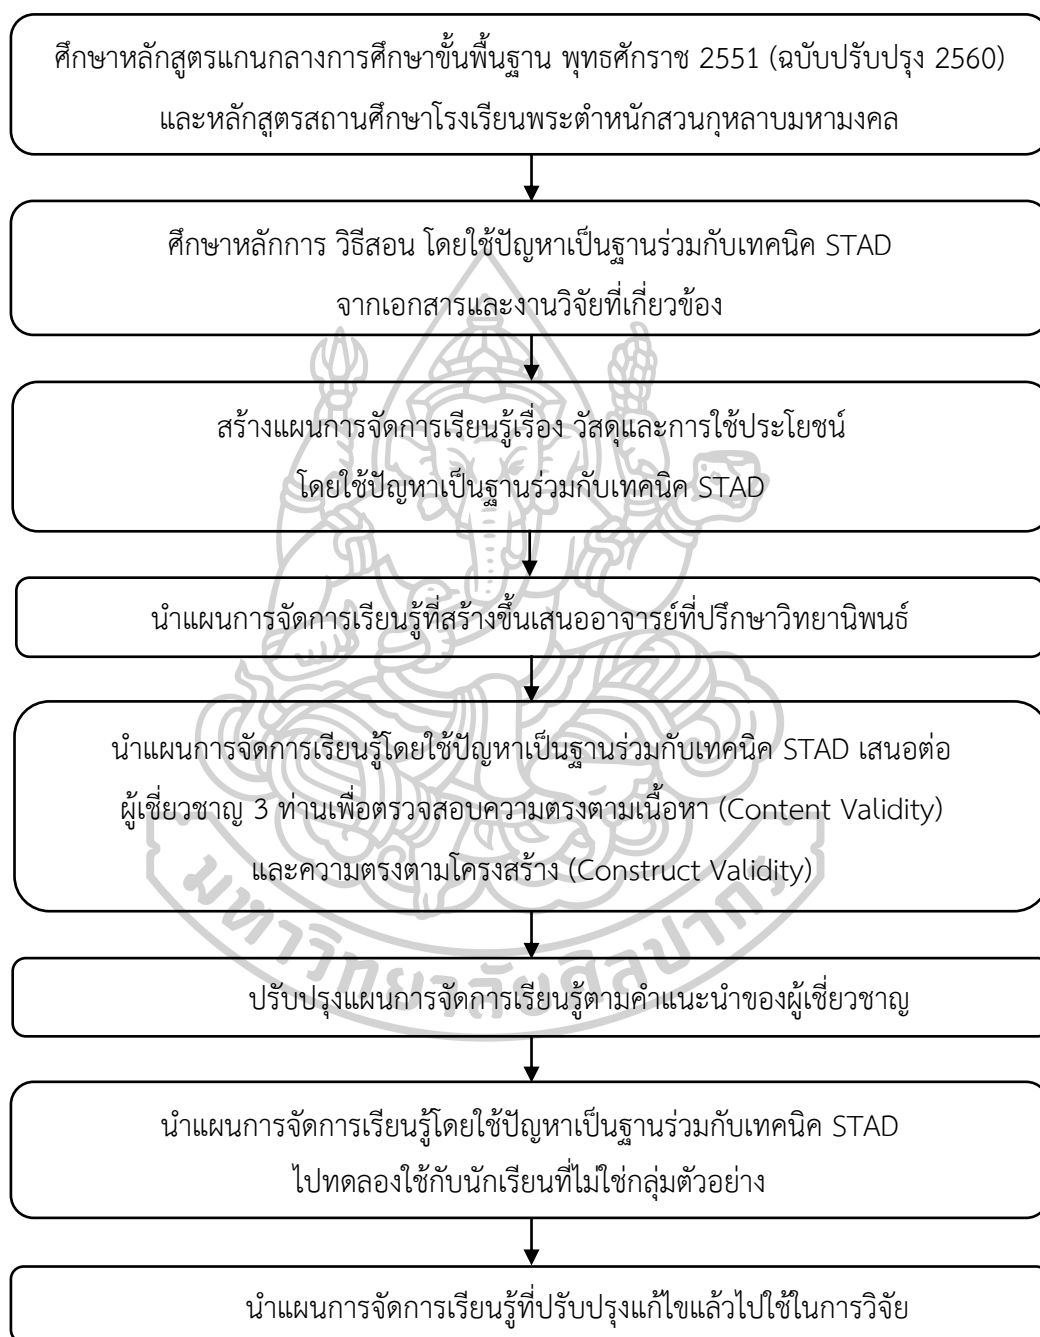 ศึกษาหลักสูตรแกนกลางการศึกษาขั้นพื้นฐาน พุทธศักราช 2551 (ฉบับปรับปรุง 2560)
และหลักสูตรสถานศึกษาโรงเรียนพระตำหนักสวนกุหลาบมหามงคล
ศึกษาหลักการ วิธีสอน โดยใช้ปัญหาเป็นฐานร่วมกับเทคนิค STAD
จากเอกสารและงานวิจัยที่เกี่ยวข้อง
สร้างแผนการจัดการเรียนรู้เรื่อง วัสดุและการใช้ประโยชน์
โดยใช้ปัญหาเป็นฐานร่วมกับเทคนิค STAD
นำแผนการจัดการเรียนรู้ที่สร้างขึ้นเสนออาจารย์ที่ปรึกษาวิทยานิพนธ์
นำแผนการจัดการเรียนรู้โดยใช้ปัญหาเป็นฐานร่วมกับเทคนิค STAD เสนอต่อ
ผู้เชี่ยวชาญ 3 ท่านเพื่อตรวจสอบความตรงตามเนื้อหา (Content Validity)
และความตรงตามโครงสร้าง (Construct Validity)
มหาวิทยาลัยศิลปากร
ปรับปรุงแผนการจัดการเรียนรู้ตามคำแนะนำของผู้เชี่ยวชาญ
นำแผนการจัดการเรียนรู้โดยใช้ปัญหาเป็นฐานร่วมกับเทคนิค STAD
ไปทดลองใช้กับนักเรียนที่ไม่ใช่กลุ่มตัวอย่าง
นำแผนการจัดการเรียนรู้ที่ปรับปรุงแก้ไขแล้วไปใช้ในการวิจัย